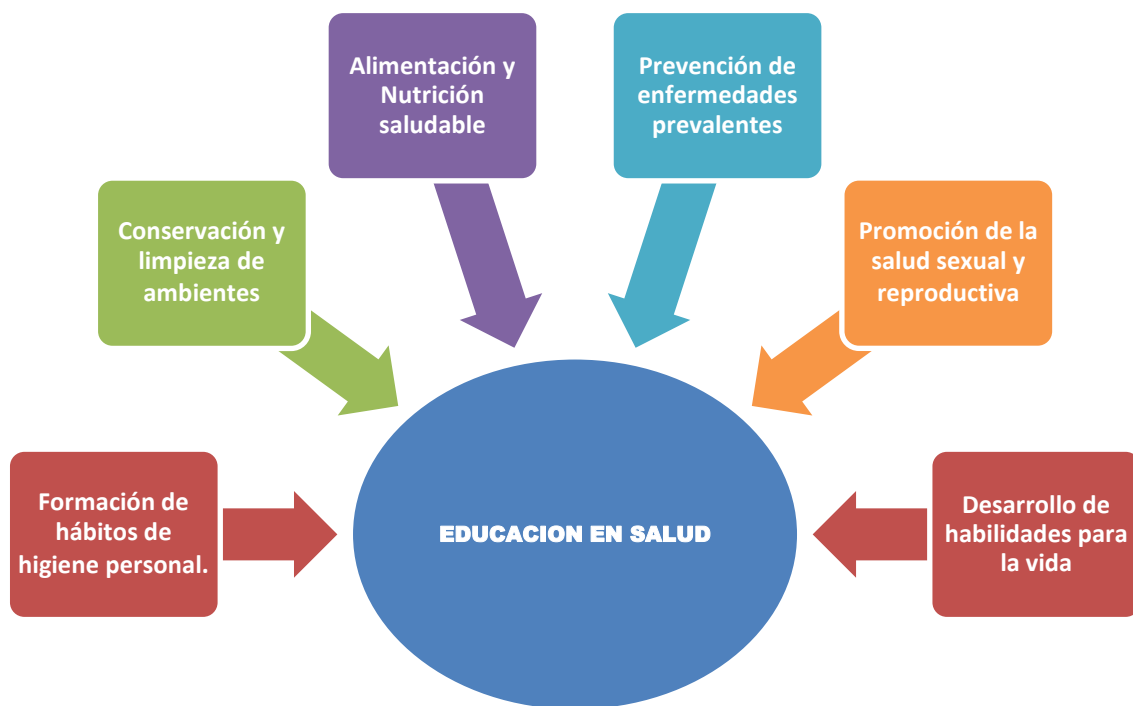 Alimentación y
Nutrición
saludable
Prevención de
enfermedades
prevalentes
Conservación y
limpieza de
ambientes
Promoción de la
salud sexual y
reproductiva
Formación de
hábitos de
higiene personal.
EDUCACION EN SALUD
Desarrollo de
habilidades para
la vida